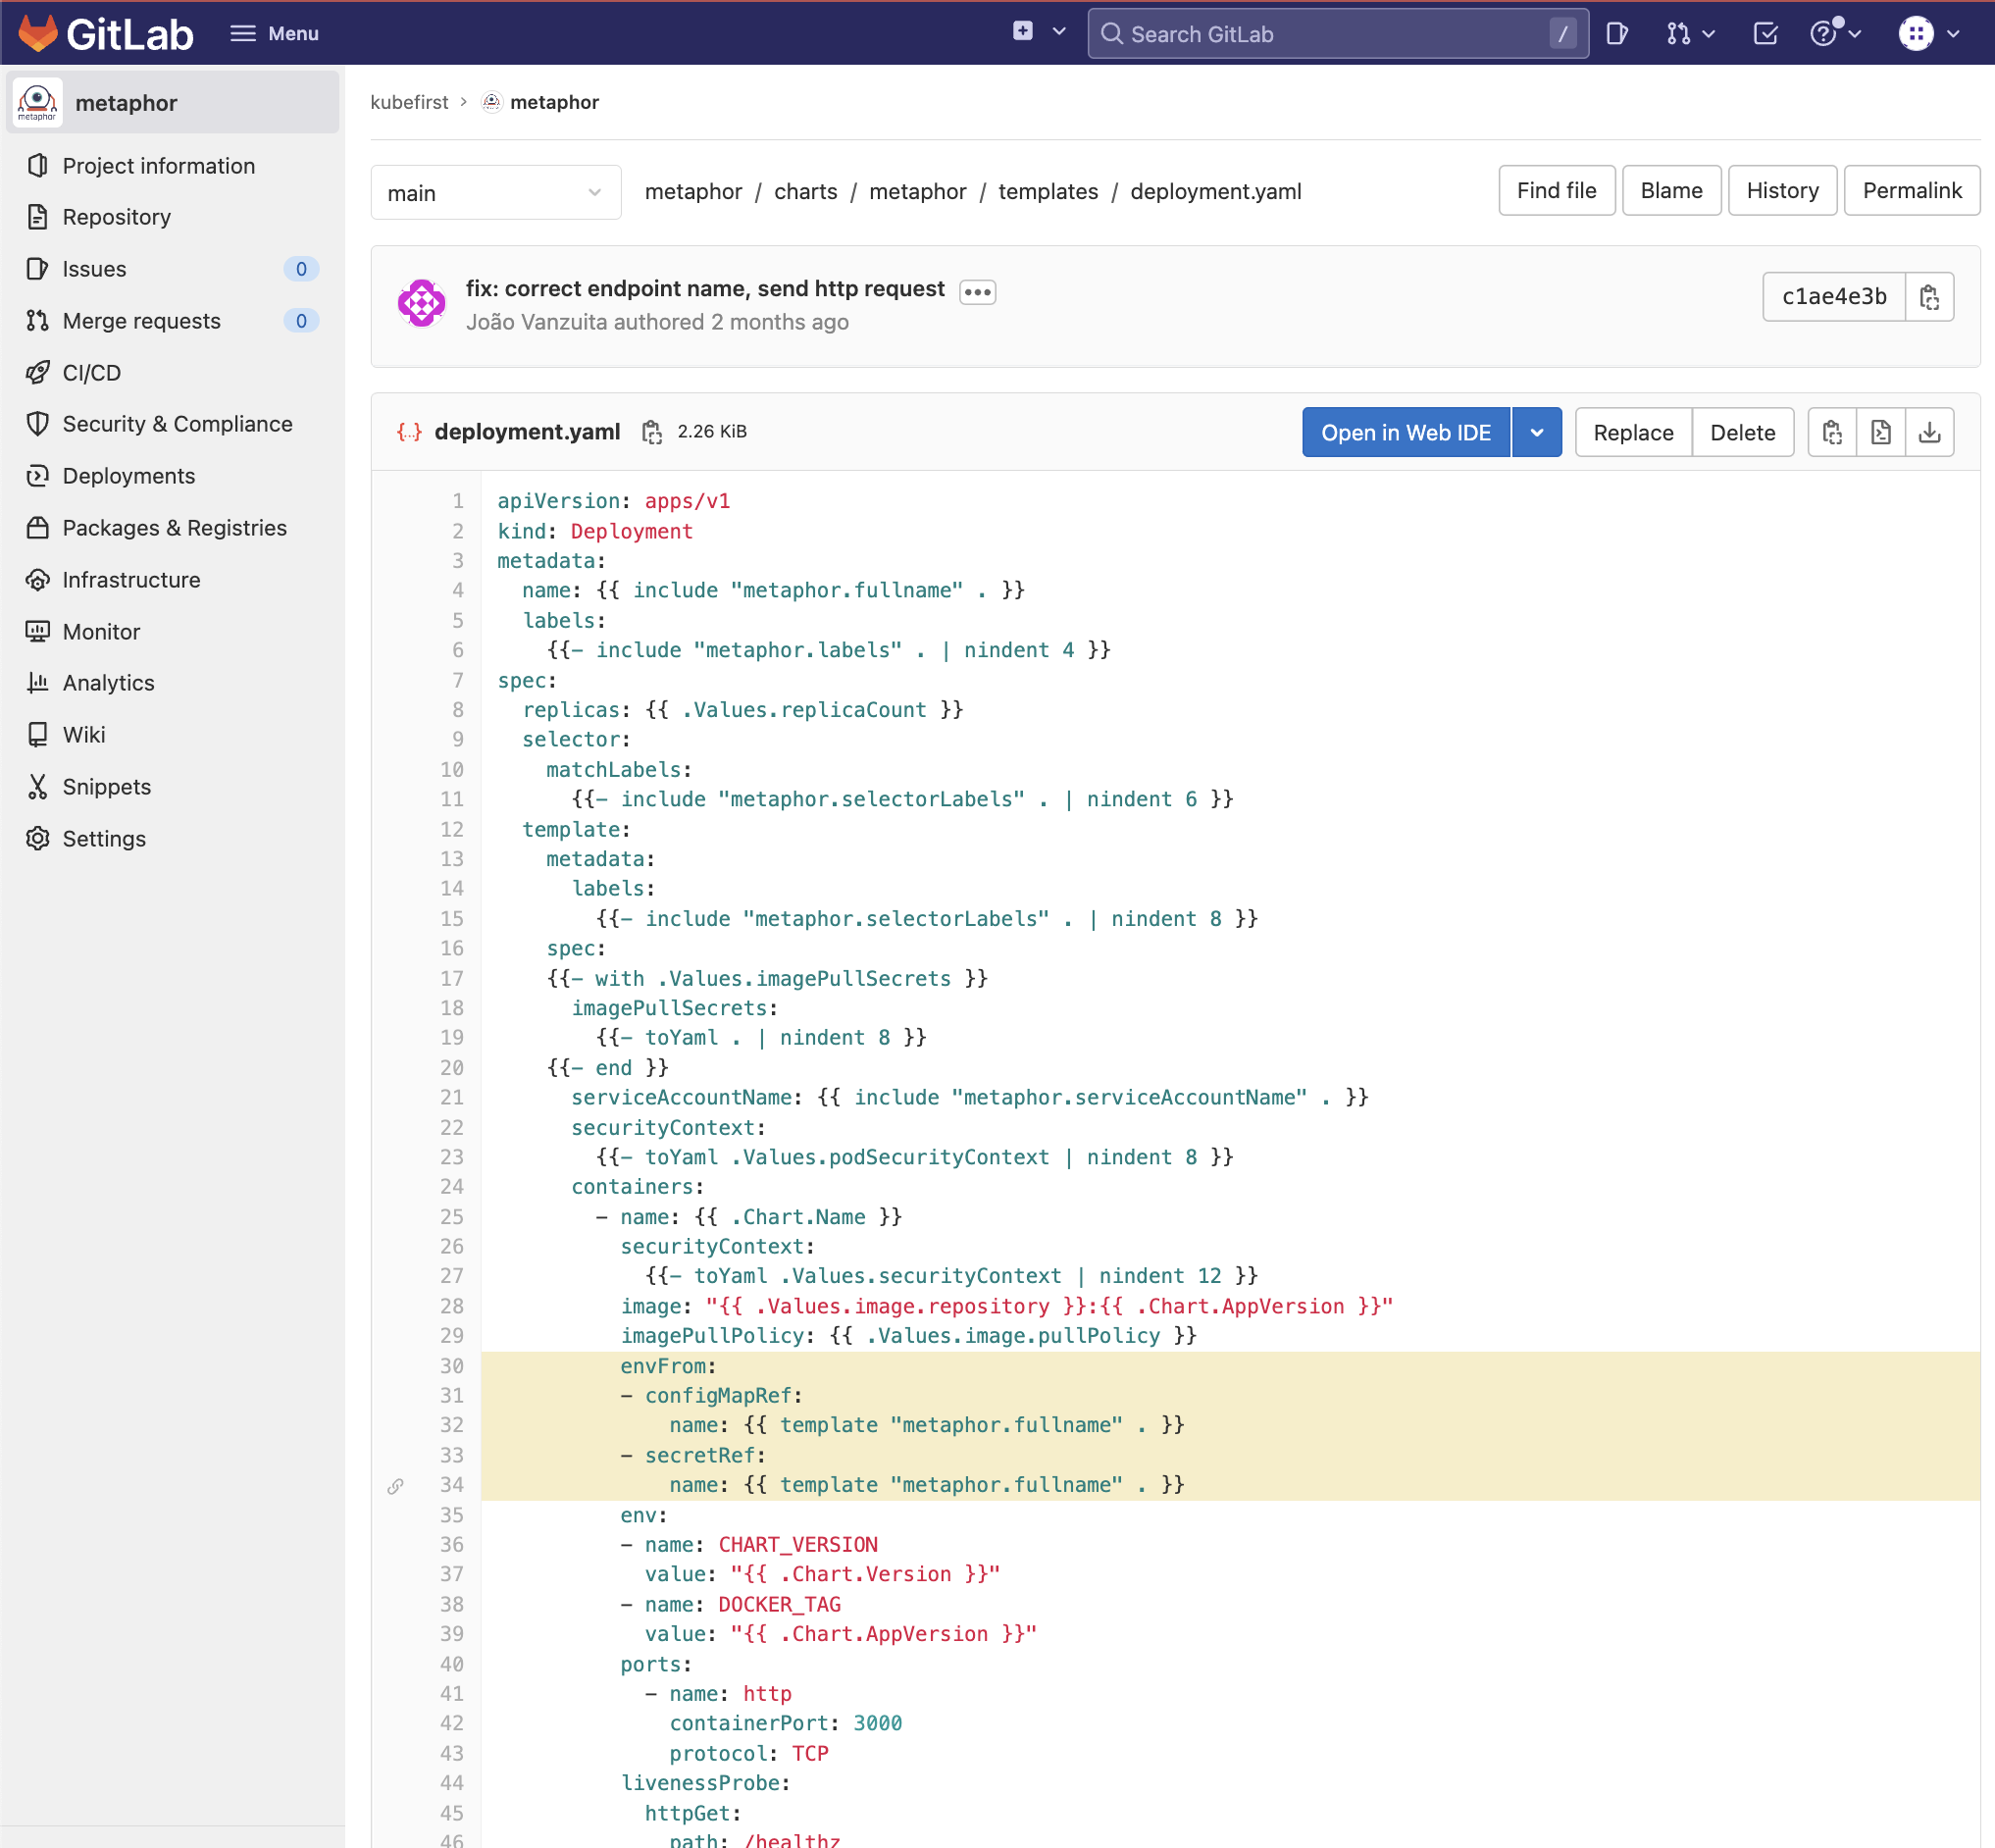 GitLab
Menu
Search GitLab
/
metaphor
metaphor
Project information
Repository
Issues 0
Merge requests 0
CI/CD
Security & Compliance
Deployments
Packages & Registries
Infrastructure
Monitor
Analytics
Wiki
Snippets
Settings
kubefirst > metaphor
main
metaphor / charts / metaphor / templates / deployment.yaml
Find file
Blame
History
Permalink
fix: correct endpoint name, send http request
João Vanzuita authored 2 months ago
c1ae4e3b
deployment.yaml 2.26 KiB
Open in Web IDE
Replace
Delete
1 apiVersion: apps/v1
2 kind: Deployment
3 metadata:
4   name: {{ include "metaphor.fullname" . }}
5   labels:
6     {{- include "metaphor.labels" . | nindent 4 }}
7 spec:
8   replicas: {{ .Values.replicaCount }}
9   selector:
10     matchLabels:
11       {{- include "metaphor.selectorLabels" . | nindent 6 }}
12   template:
13     metadata:
14       labels:
15         {{- include "metaphor.selectorLabels" . | nindent 8 }}
16     spec:
17     {{- with .Values.imagePullSecrets }}
18       imagePullSecrets:
19         {{- toYaml . | nindent 8 }}
20     {{- end }}
21       serviceAccountName: {{ include "metaphor.serviceAccountName" . }}
22       securityContext:
23         {{- toYaml .Values.podSecurityContext | nindent 8 }}
24       containers:
25         - name: {{ .Chart.Name }}
26           securityContext:
27             {{- toYaml .Values.securityContext | nindent 12 }}
28           image: "{{ .Values.image.repository }}:{{ .Chart.AppVersion }}"
29           imagePullPolicy: {{ .Values.image.pullPolicy }}
30           envFrom:
31           - configMapRef:
32               name: {{ template "metaphor.fullname" . }}
33           - secretRef:
34               name: {{ template "metaphor.fullname" . }}
35           env:
36           - name: CHART_VERSION
37             value: "{{ .Chart.Version }}"
38           - name: DOCKER_TAG
39             value: "{{ .Chart.AppVersion }}"
40           ports:
41             - name: http
42               containerPort: 3000
43               protocol: TCP
44           livenessProbe:
45             httpGet:
46               path: /healthz